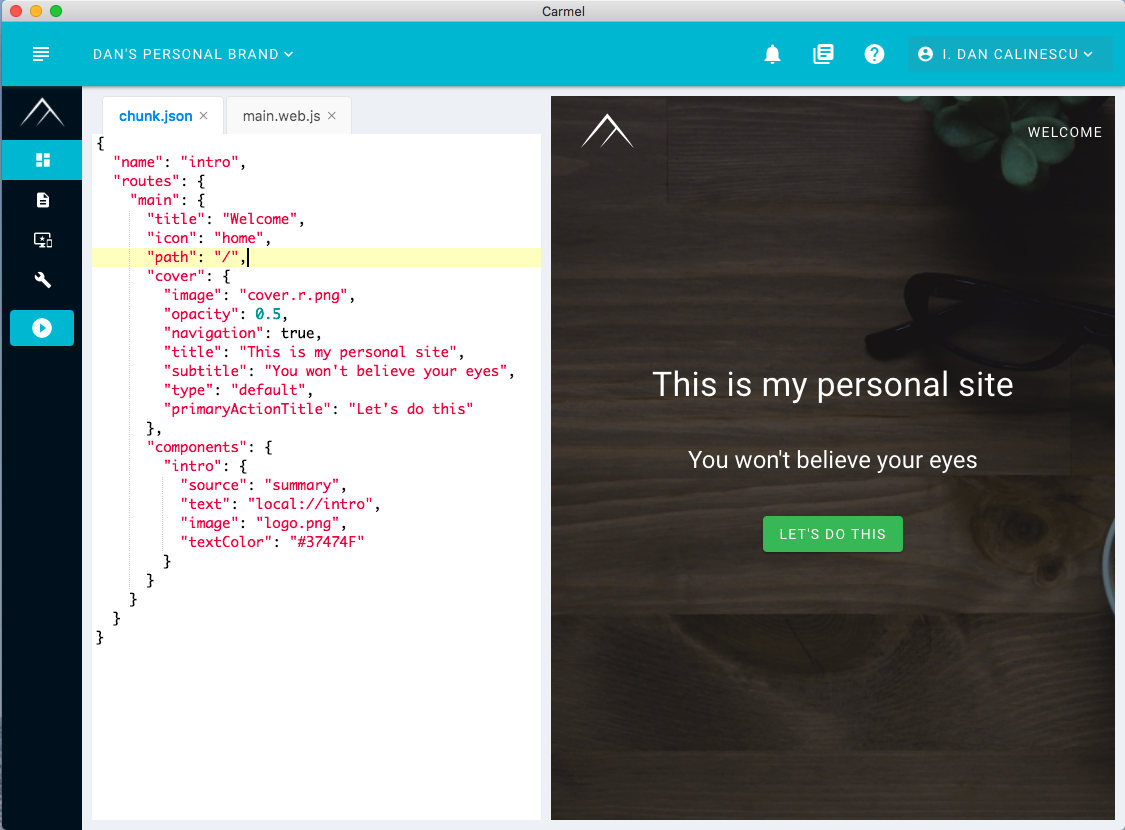 Carmel
DAN'S PERSONAL BRAND
I. DAN CALINESCU
chunk.json ×
main.web.js ×
{
"name": "intro",
"routes": {
"main": {
"title": "Welcome",
"icon": "home",
"path": "/",
"cover": {
"image": "cover.r.png",
"opacity": 0.5,
"navigation": true,
"title": "This is my personal site",
"subtitle": "You won't believe your eyes",
"type": "default",
"primaryActionTitle": "Let's do this"
},
"components": {
"intro": {
"source": "summary",
"text": "local://intro",
"image": "logo.png",
"textColor": "#37474F"
}
}
}
}
}
WELCOME
This is my personal site
You won't believe your eyes
LET'S DO THIS